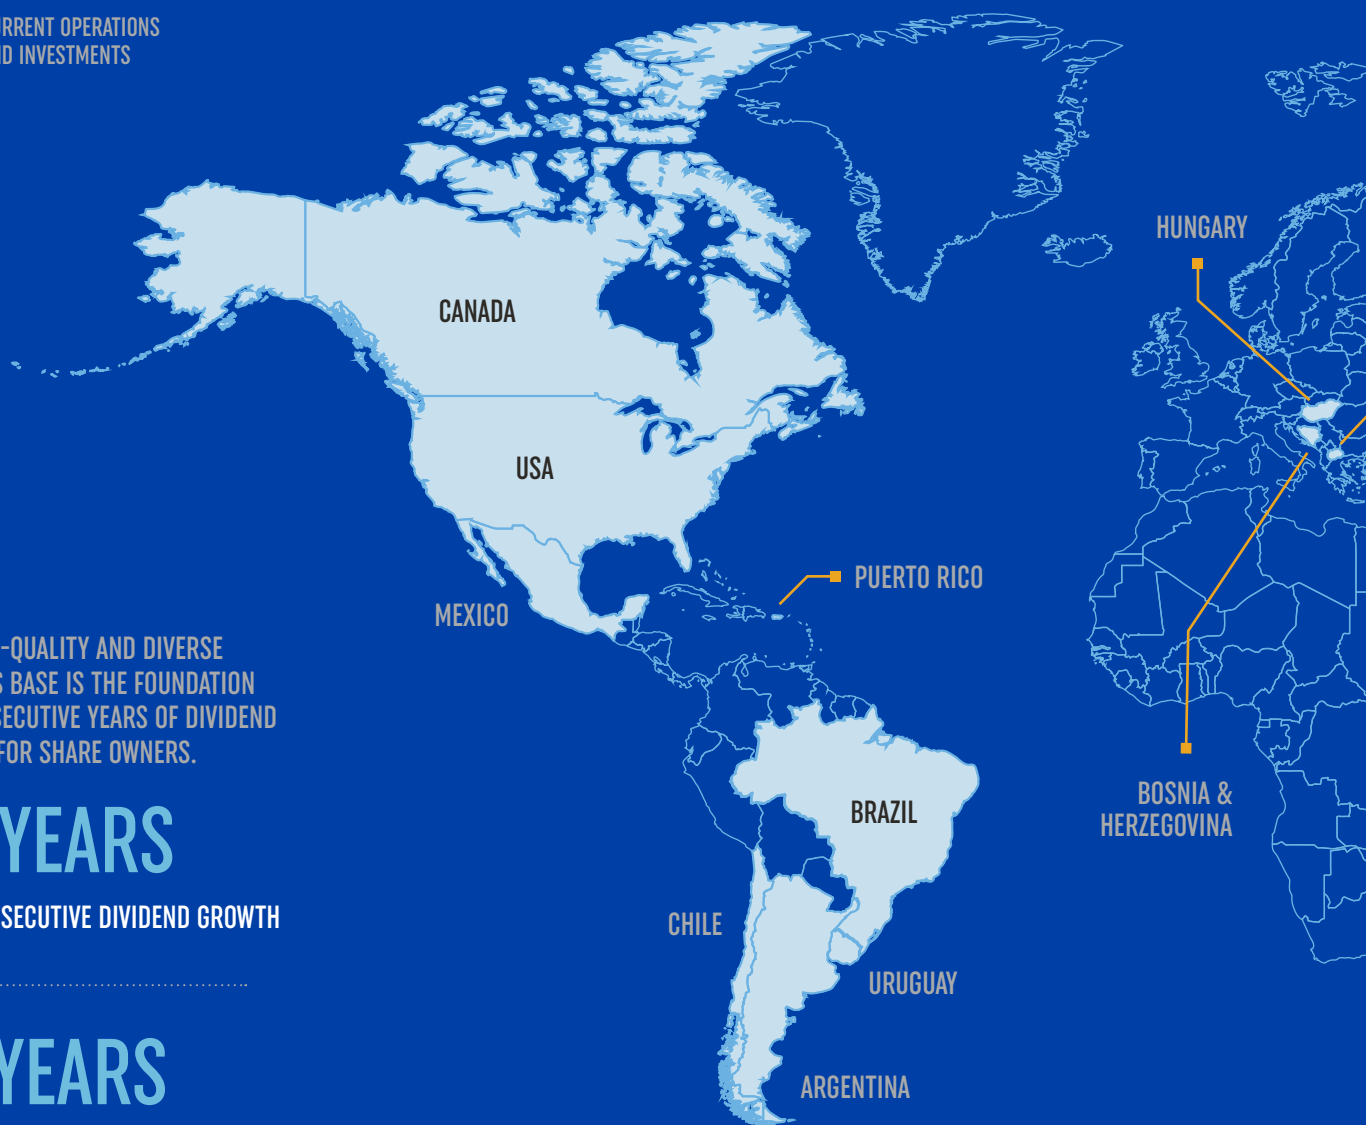 RRENT OPERATIONS
D INVESTMENTS
HUNGARY
CANADA
USA
PUERTO RICO
MEXICO
-QUALITY AND DIVERSE
S BASE IS THE FOUNDATION
SECUTIVE YEARS OF DIVIDEND
FOR SHARE OWNERS.
BRAZIL
BOSNIA &
HERZEGOVINA
YEARS
SECUTIVE DIVIDEND GROWTH
CHILE
URUGUAY
YEARS
ARGENTINA